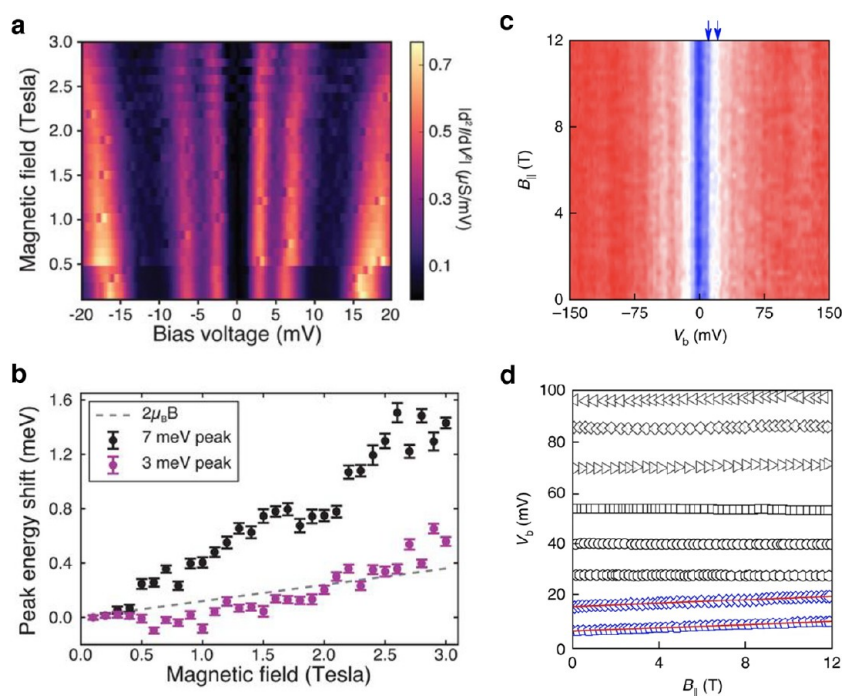 a
Magnetic field (Tesla)
3.0
2.5
2.0
1.5
1.0
0.5
-20 -15 -10 -5 0 5 10 15 20
Bias voltage (mV)
0.7
0.5
0.3
0.1
|d²I/dV²| (μS/mV)
b
Peak energy shift (meV)
1.6
1.2
0.8
0.4
0.0
2μBB
7 meV peak
3 meV peak
0.0 0.5 1.0 1.5 2.0 2.5 3.0
Magnetic field (Tesla)
c
B|| (T)
12
8
4
0
−150 −75 0 75 150
Vb (mV)
d
Vb (mV)
100
80
60
40
20
0
0 4 8 12
B|| (T)